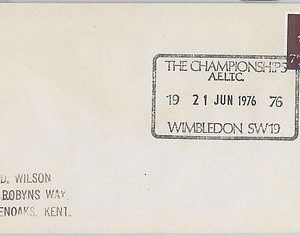 THE CHAMPIONSHIPS
A.E.L.T.C.
19 21 JUN 1976 76
WIMBLEDON SW19
D. WILSON
ROBYNS WAY
ENOAKS, KENT.